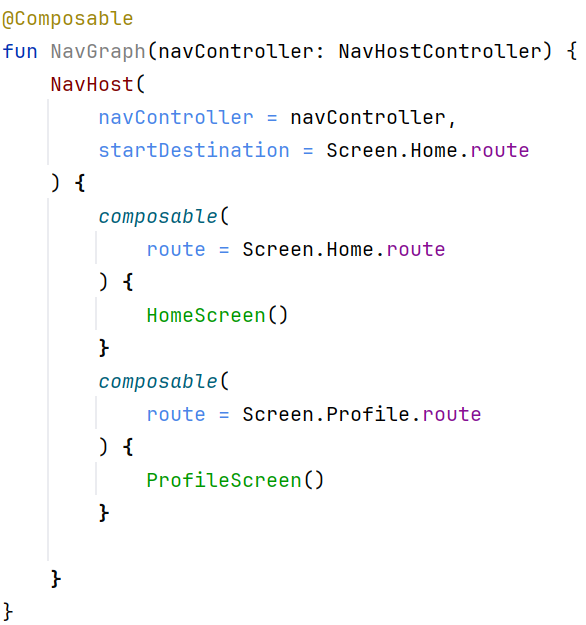 @Composable
fun NavGraph(navController: NavHostController) {
    NavHost(
        navController = navController,
        startDestination = Screen.Home.route
    ) {
        composable(
            route = Screen.Home.route
        ) {
            HomeScreen()
        }
        composable(
            route = Screen.Profile.route
        ) {
            ProfileScreen()
        }

    }
}